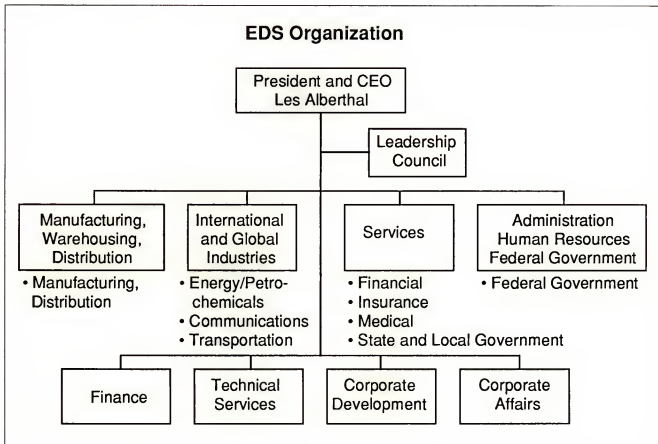 EDS Organization
President and CEO
Les Alberthal
Leadership
Council
Manufacturing,
Warehousing,
Distribution
• Manufacturing,
Distribution
International
and Global
Industries
• Energy/Petro-
chemicals
• Communications
• Transportation
Services
• Financial
• Insurance
• Medical
• State and Local Government
Administration
Human Resources
Federal Government
• Federal Government
Finance
Technical
Services
Corporate
Development
Corporate
Affairs